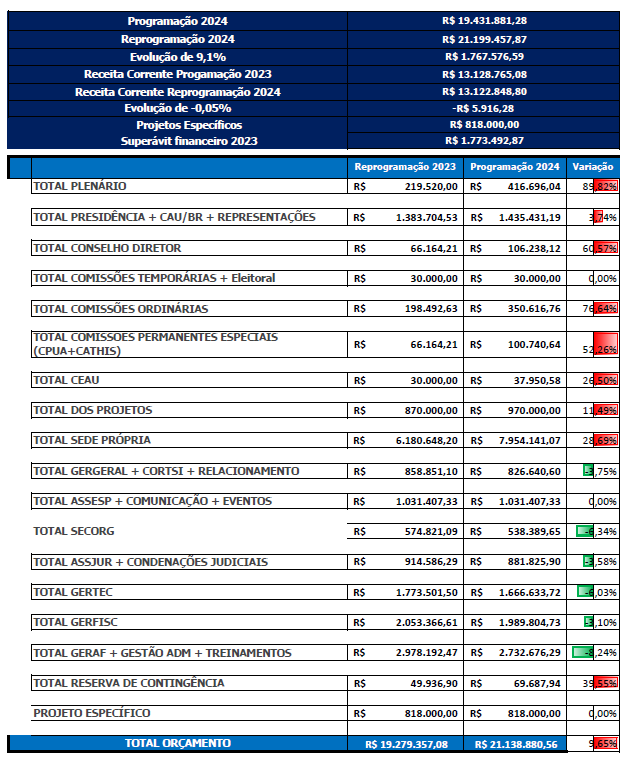 Programação 2024 R$ 19.431.881,28
Reprogramação 2024 R$ 21.199.457,87
Evolução de 9,1% R$ 1.767.576,59
Receita Corrente Progamação 2023 R$ 13.128.765,08
Receita Corrente Reprogramação 2024 R$ 13.122.848,80
Evolução de -0,05% -R$ 5.916,28
Projetos Específicos R$ 818.000,00
Superávit financeiro 2023 R$ 1.773.492,87
Reprogramação 2023 Programação 2024 Variação
TOTAL PLENÁRIO R$ 219.520,00 R$ 416.696,04 89,82%
TOTAL PRESIDÊNCIA + CAU/BR + REPRESENTAÇÕES R$ 1.383.704,53 R$ 1.435.431,19 3,74%
TOTAL CONSELHO DIRETOR R$ 66.164,21 R$ 106.238,12 60,57%
TOTAL COMISSÕES TEMPORÁRIAS + Eleitoral R$ 30.000,00 R$ 30.000,00 0,00%
TOTAL COMISSÕES ORDINÁRIAS R$ 198.492,63 R$ 350.616,76 76,64%
TOTAL COMISSOES PERMANENTES ESPECIAIS
(CPUA+CATHIS) R$ 66.164,21 R$ 100.740,64 52,26%
TOTAL CEAU R$ 30.000,00 R$ 37.950,58 26,50%
TOTAL DOS PROJETOS R$ 870.000,00 R$ 970.000,00 11,49%
TOTAL SEDE PRÓPRIA R$ 6.180.648,20 R$ 7.954.141,07 28,69%
TOTAL GERGERAL + CORTSI + RELACIONAMENTO R$ 858.851,10 R$ 826.640,60 -3,75%
TOTAL ASSESP + COMUNICAÇÃO + EVENTOS R$ 1.031.407,33 R$ 1.031.407,33 0,00%
TOTAL SECORG R$ 574.821,09 R$ 538.389,65 -6,34%
TOTAL ASSJUR + CONDENAÇÕES JUDICIAIS R$ 914.586,29 R$ 881.825,90 -3,58%
TOTAL GERTEC R$ 1.773.501,50 R$ 1.666.633,72 -6,03%
TOTAL GERFISC R$ 2.053.366,61 R$ 1.989.804,73 -3,10%
TOTAL GERAF + GESTÃO ADM + TREINAMENTOS R$ 2.978.192,47 R$ 2.732.676,29 -8,24%
TOTAL RESERVA DE CONTINGÊNCIA R$ 49.936,90 R$ 69.687,94 39,55%
PROJETO ESPECÍFICO R$ 818.000,00 R$ 818.000,00 0,00%
TOTAL ORÇAMENTO R$ 19.279.357,08 R$ 21.138.880,56 9,65%